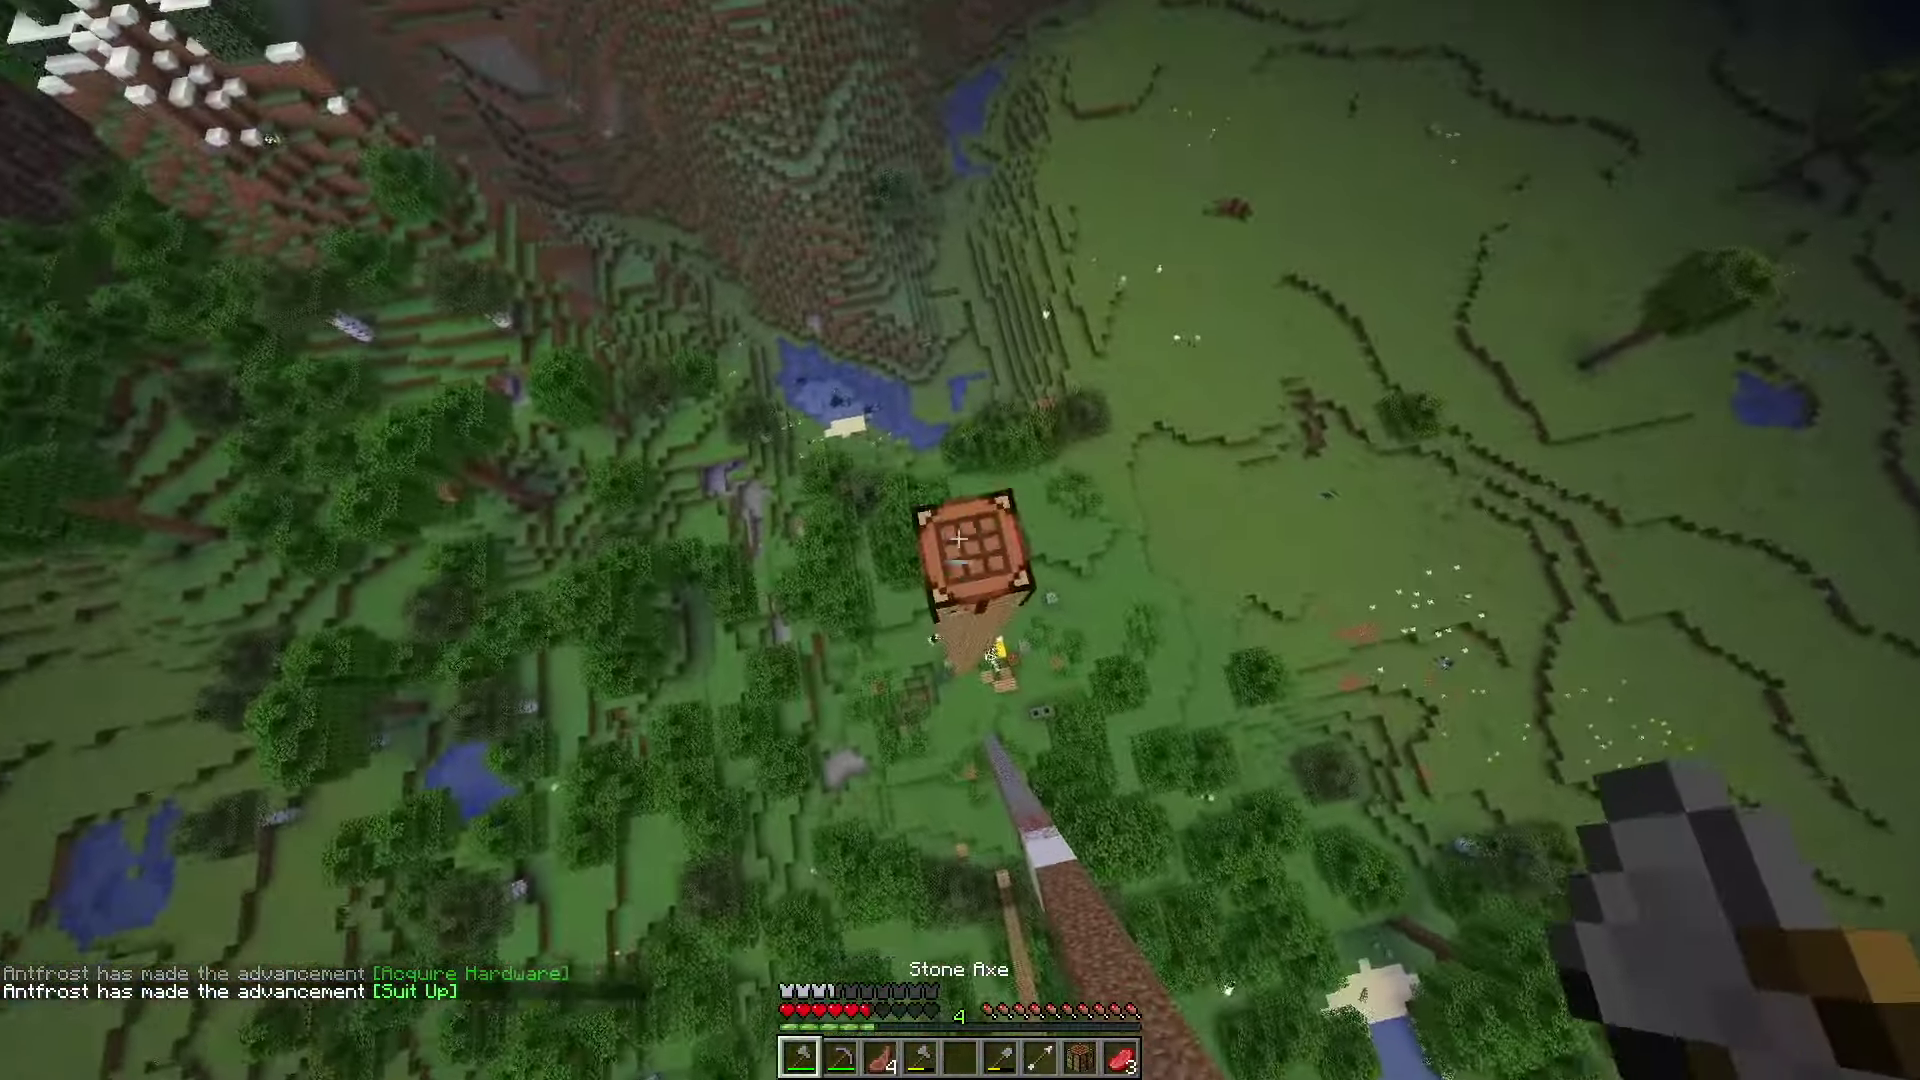 Antfrost has made the advancement [Acquire Hardware]
Antfrost has made the advancement [Suit Up]
Stone Axe
4
4
3